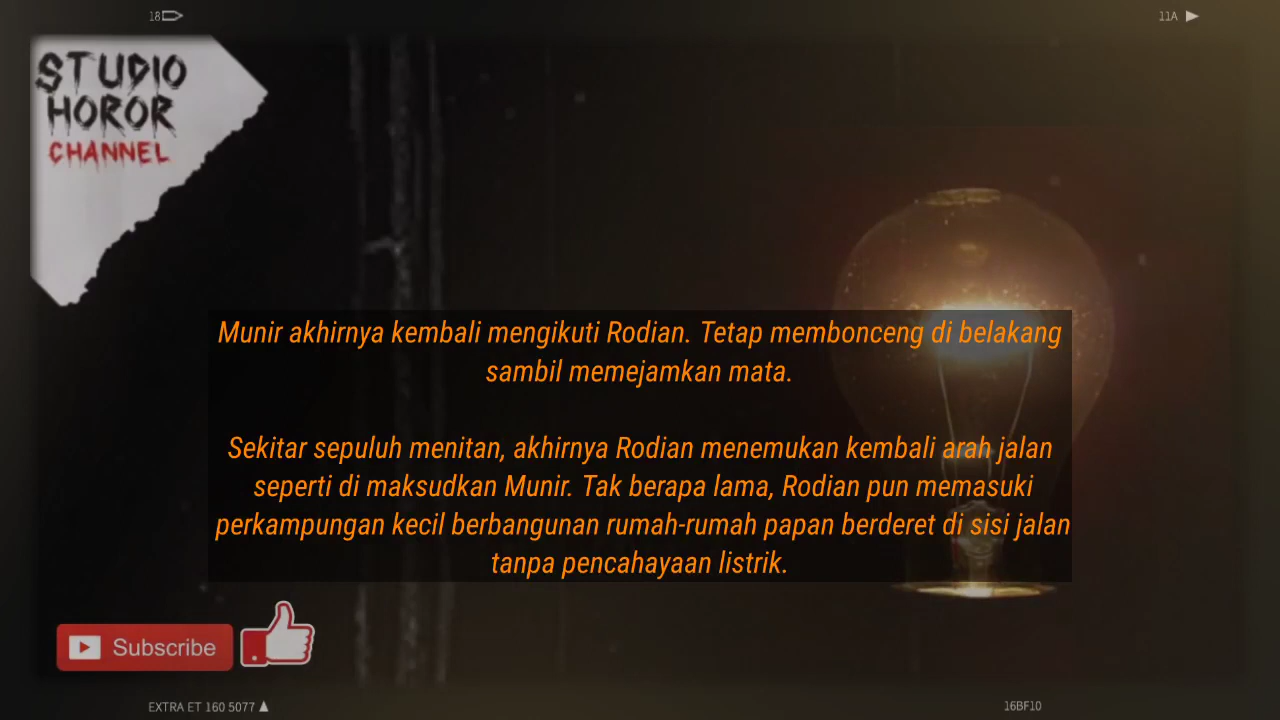 18
11A
STUDIO
HOROR
CHANNEL
Munir akhirnya kembali mengikuti Rodian. Tetap membonceng di belakang
sambil memejamkan mata.
Sekitar sepuluh menitan, akhirnya Rodian menemukan kembali arah jalan
seperti di maksudkan Munir. Tak berapa lama, Rodian pun memasuki
perkampungan kecil berbangunan rumah-rumah papan berderet di sisi jalan
tanpa pencahayaan listrik.
Subscribe
EXTRA ET 160 5077
16BF10